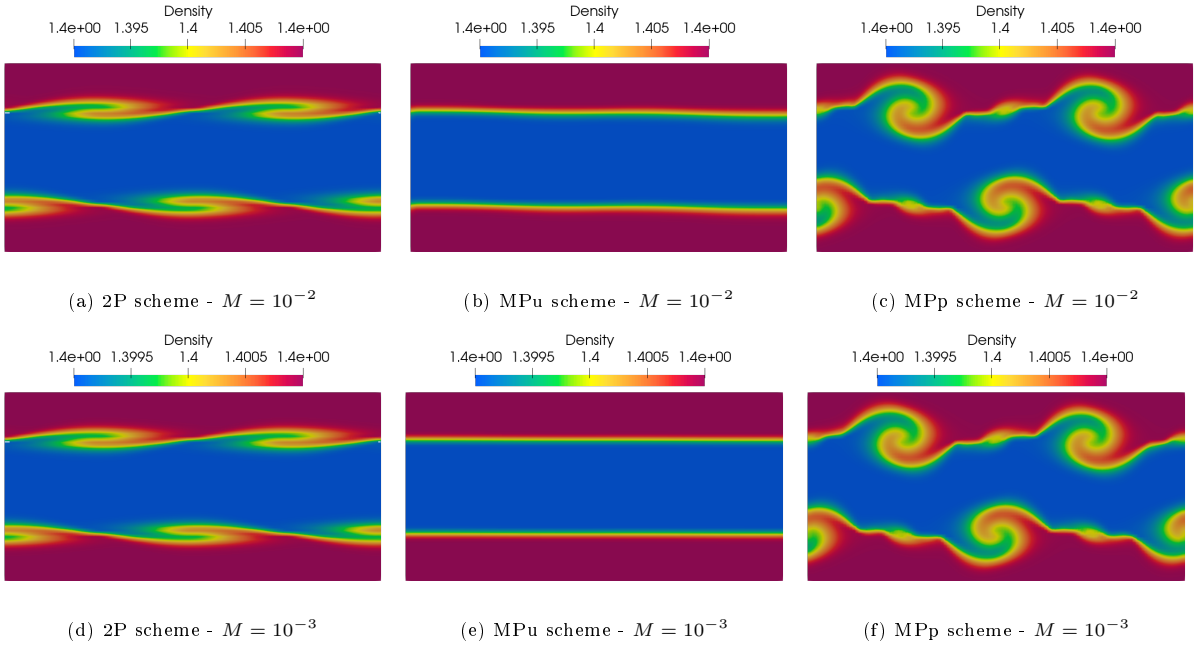 Density
1.4e+00 1.395 1.4 1.405 1.4e+00
Density
1.4e+00 1.395 1.4 1.405 1.4e+00
Density
1.4e+00 1.395 1.4 1.405 1.4e+00
(a) 2P scheme - M = 10⁻²
(b) MPu scheme - M = 10⁻²
(c) MPp scheme - M = 10⁻²
Density
1.4e+00 1.3995 1.4 1.4005 1.4e+00
Density
1.4e+00 1.3995 1.4 1.4005 1.4e+00
Density
1.4e+00 1.3995 1.4 1.4005 1.4e+00
(d) 2P scheme - M = 10⁻³
(e) MPu scheme - M = 10⁻³
(f) MPp scheme - M = 10⁻³